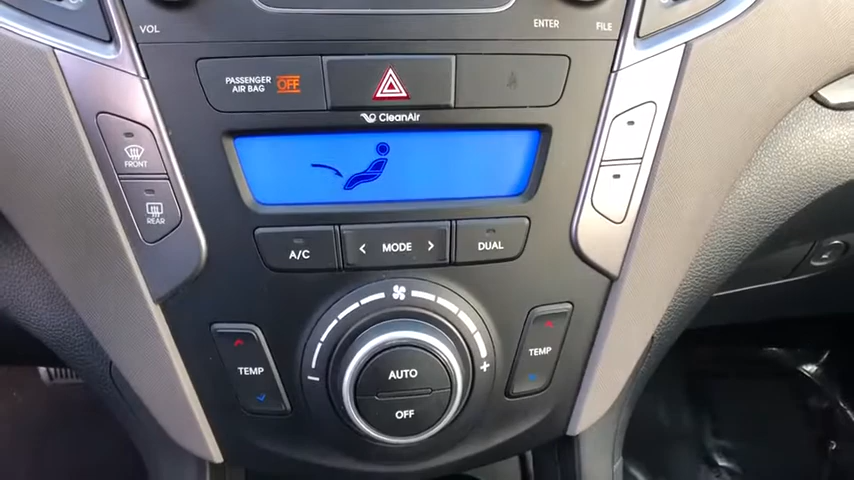 VOL
ENTER
FILE
PASSENGER
AIR BAG OFF
CleanAir
FRONT
REAR
A/C
< MODE >
DUAL
TEMP
- +
AUTO
OFF
TEMP